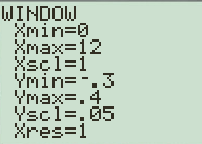 WINDOW
Xmin=0
Xmax=12
Xscl=1
Ymin=-.3
Ymax=.4
Yscl=.05
Xres=1